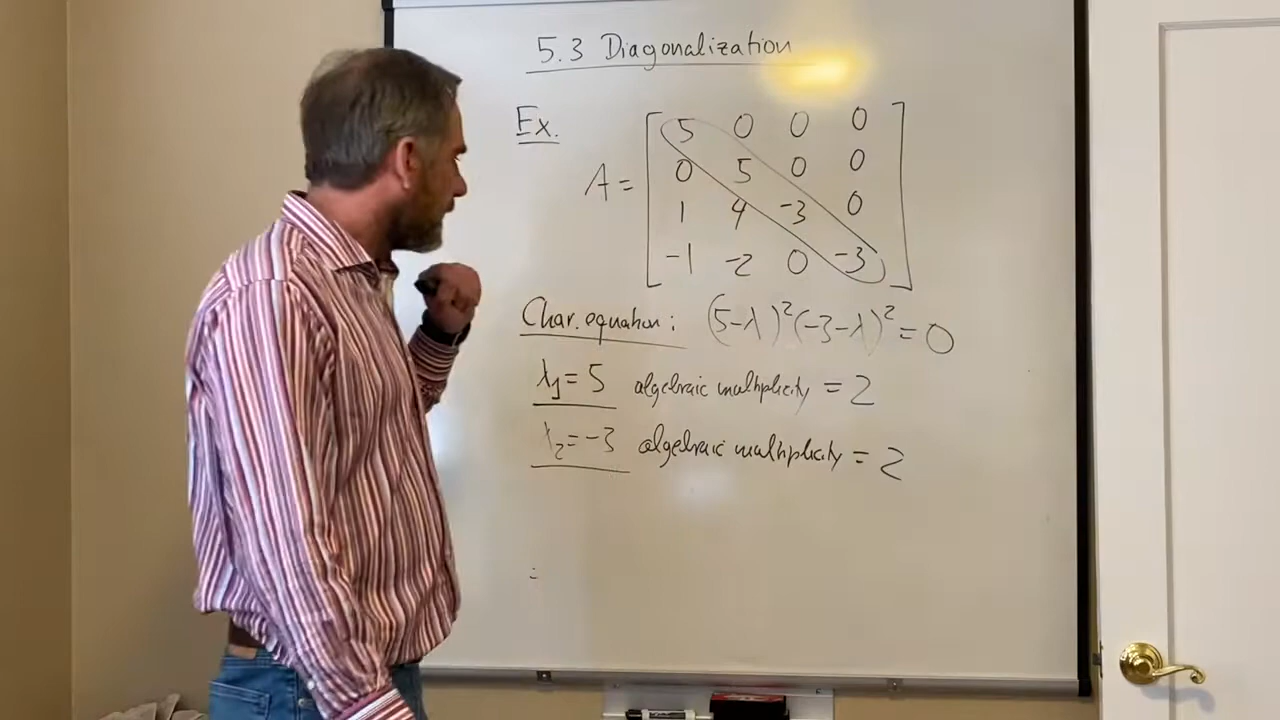 5.3 Diagonalization
Ex.
A = [ 5 0 0 0
0 5 0 0
1 4 -3 0
-1 -2 0 -3 ]
Char. equation: (5-λ)²(-3-λ)² = 0
λ₁ = 5 algebraic multiplicity = 2
λ₂ = -3 algebraic multiplicity = 2